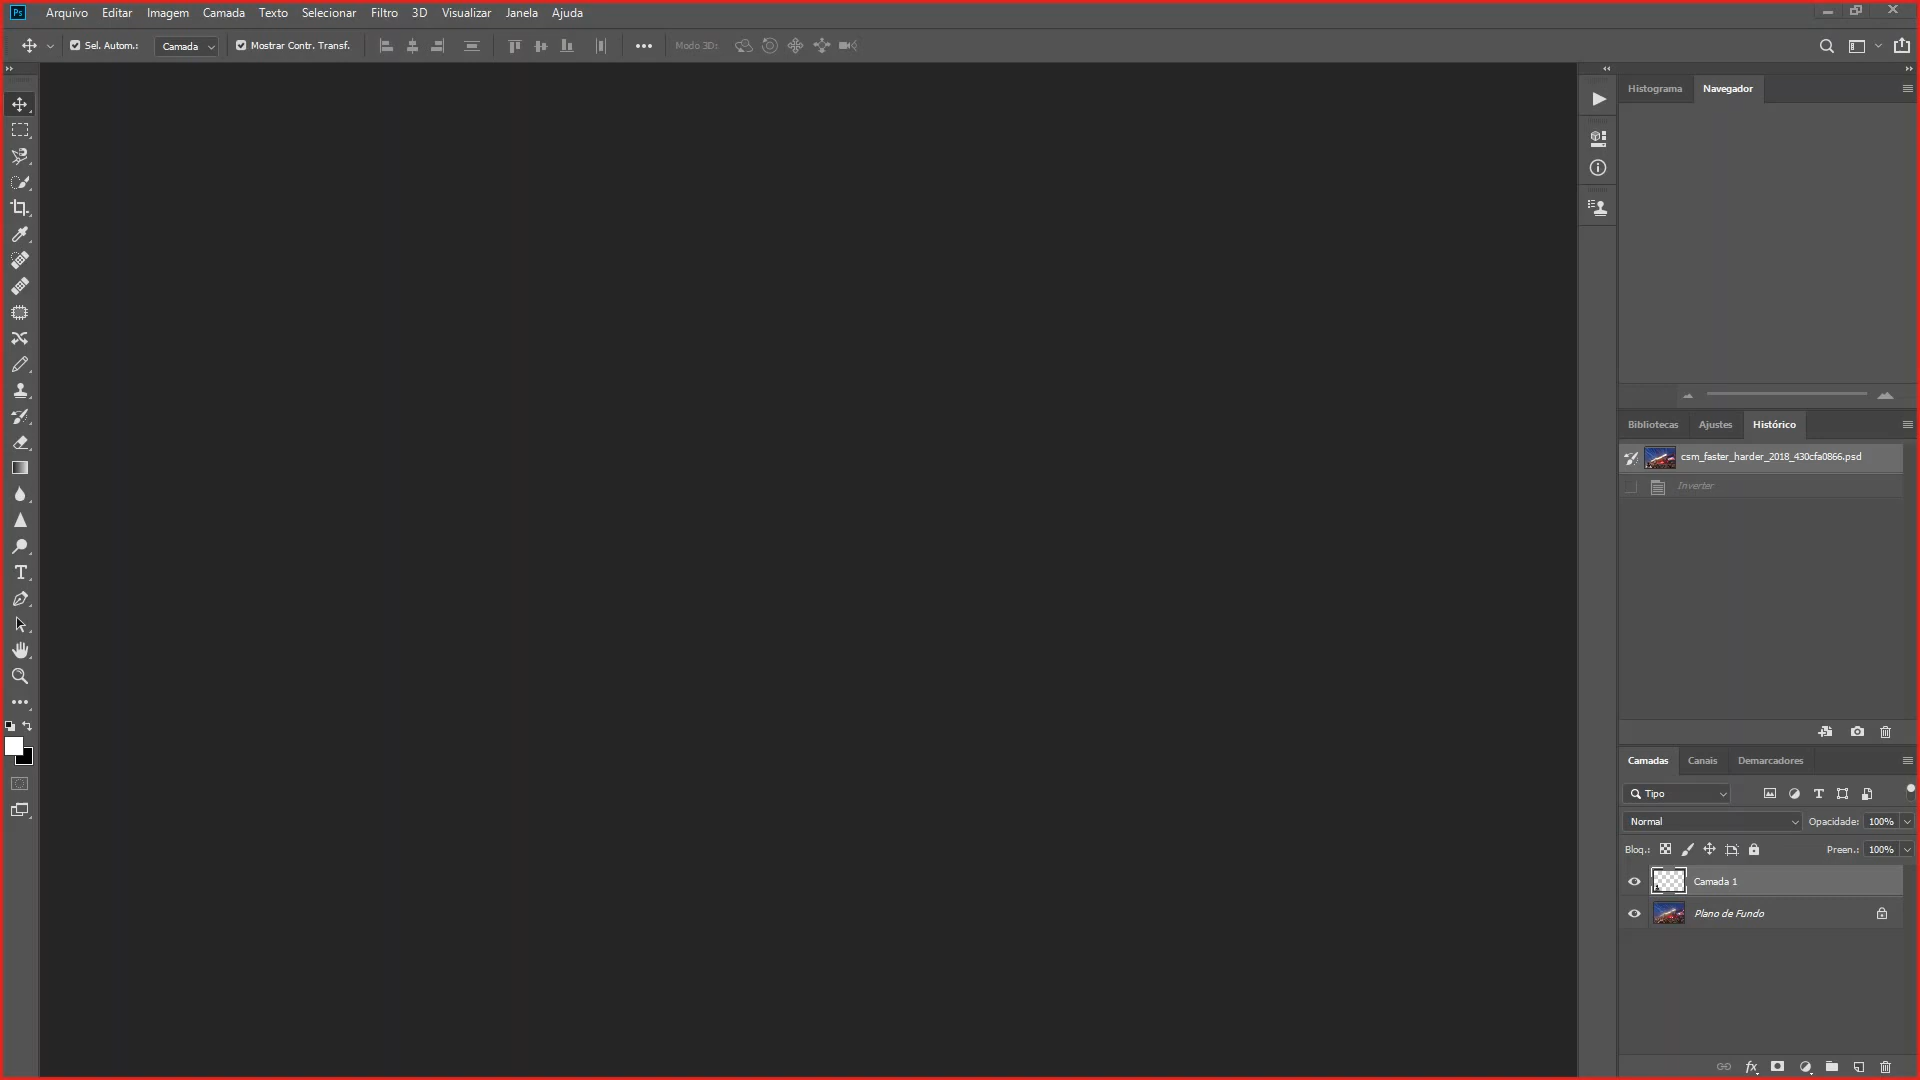 Ps Arquivo Editar Imagem Camada Texto Selecionar Filtro 3D Visualizar Janela Ajuda
Sel. Autom.: Camada Mostrar Contr. Transf. Modo 3D:
Histograma Navegador
Bibliotecas Ajustes Histórico
csm_faster_harder_2018_430cfa0866.psd
Inverter
Camadas Canais Demarcadores
Tipo
Normal Opacidade: 100%
Bloq.: Preen.: 100%
Camada 1
Plano de Fundo